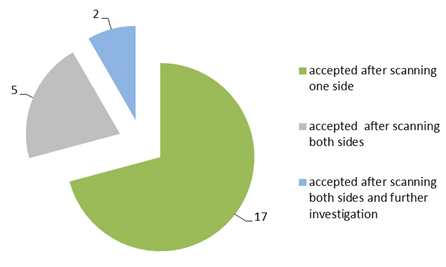 2
5
17
accepted after scanning
one side
accepted after scanning
both sides
accepted after scanning
both sides and further
investigation